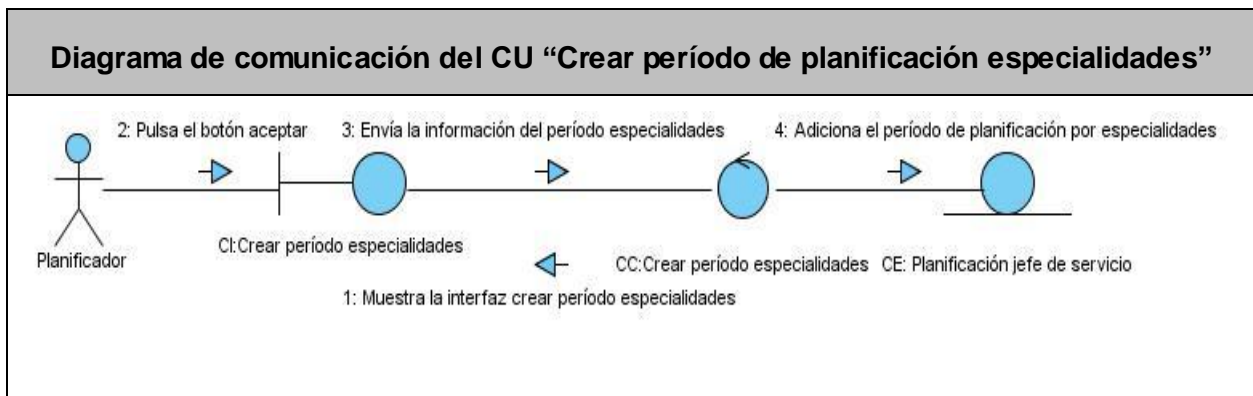 Diagrama de comunicación del CU “Crear período de planificación especialidades”
2: Pulsa el botón aceptar
3: Envía la información del período especialidades
4: Adiciona el período de planificación por especialidades
Planificador
CI:Crear período especialidades
CC:Crear período especialidades
CE: Planificación jefe de servicio
1: Muestra la interfaz crear período especialidades